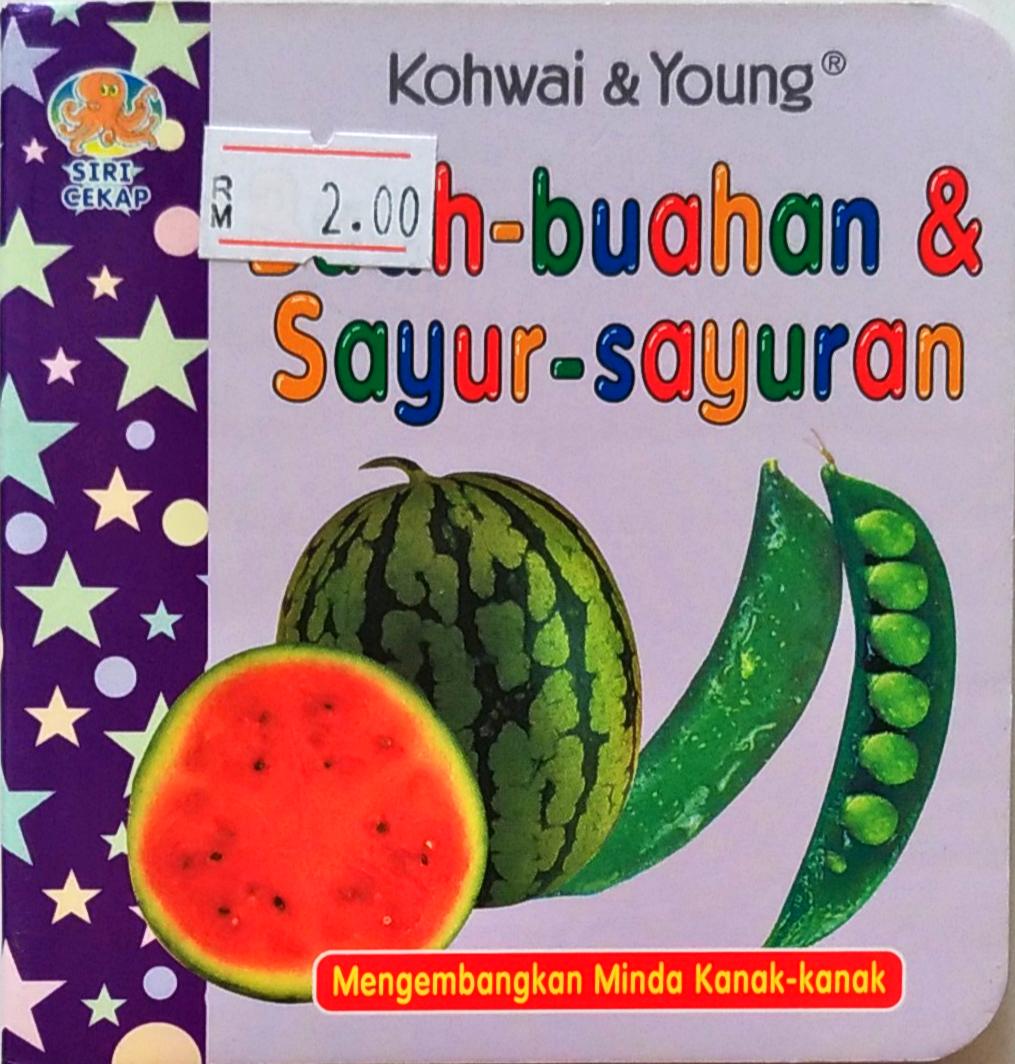 Kohwai & Young®
SIRI
CEKAP
RM 2.00
h-buahan &
Sayur-sayuran
Mengembangkan Minda Kanak-kanak